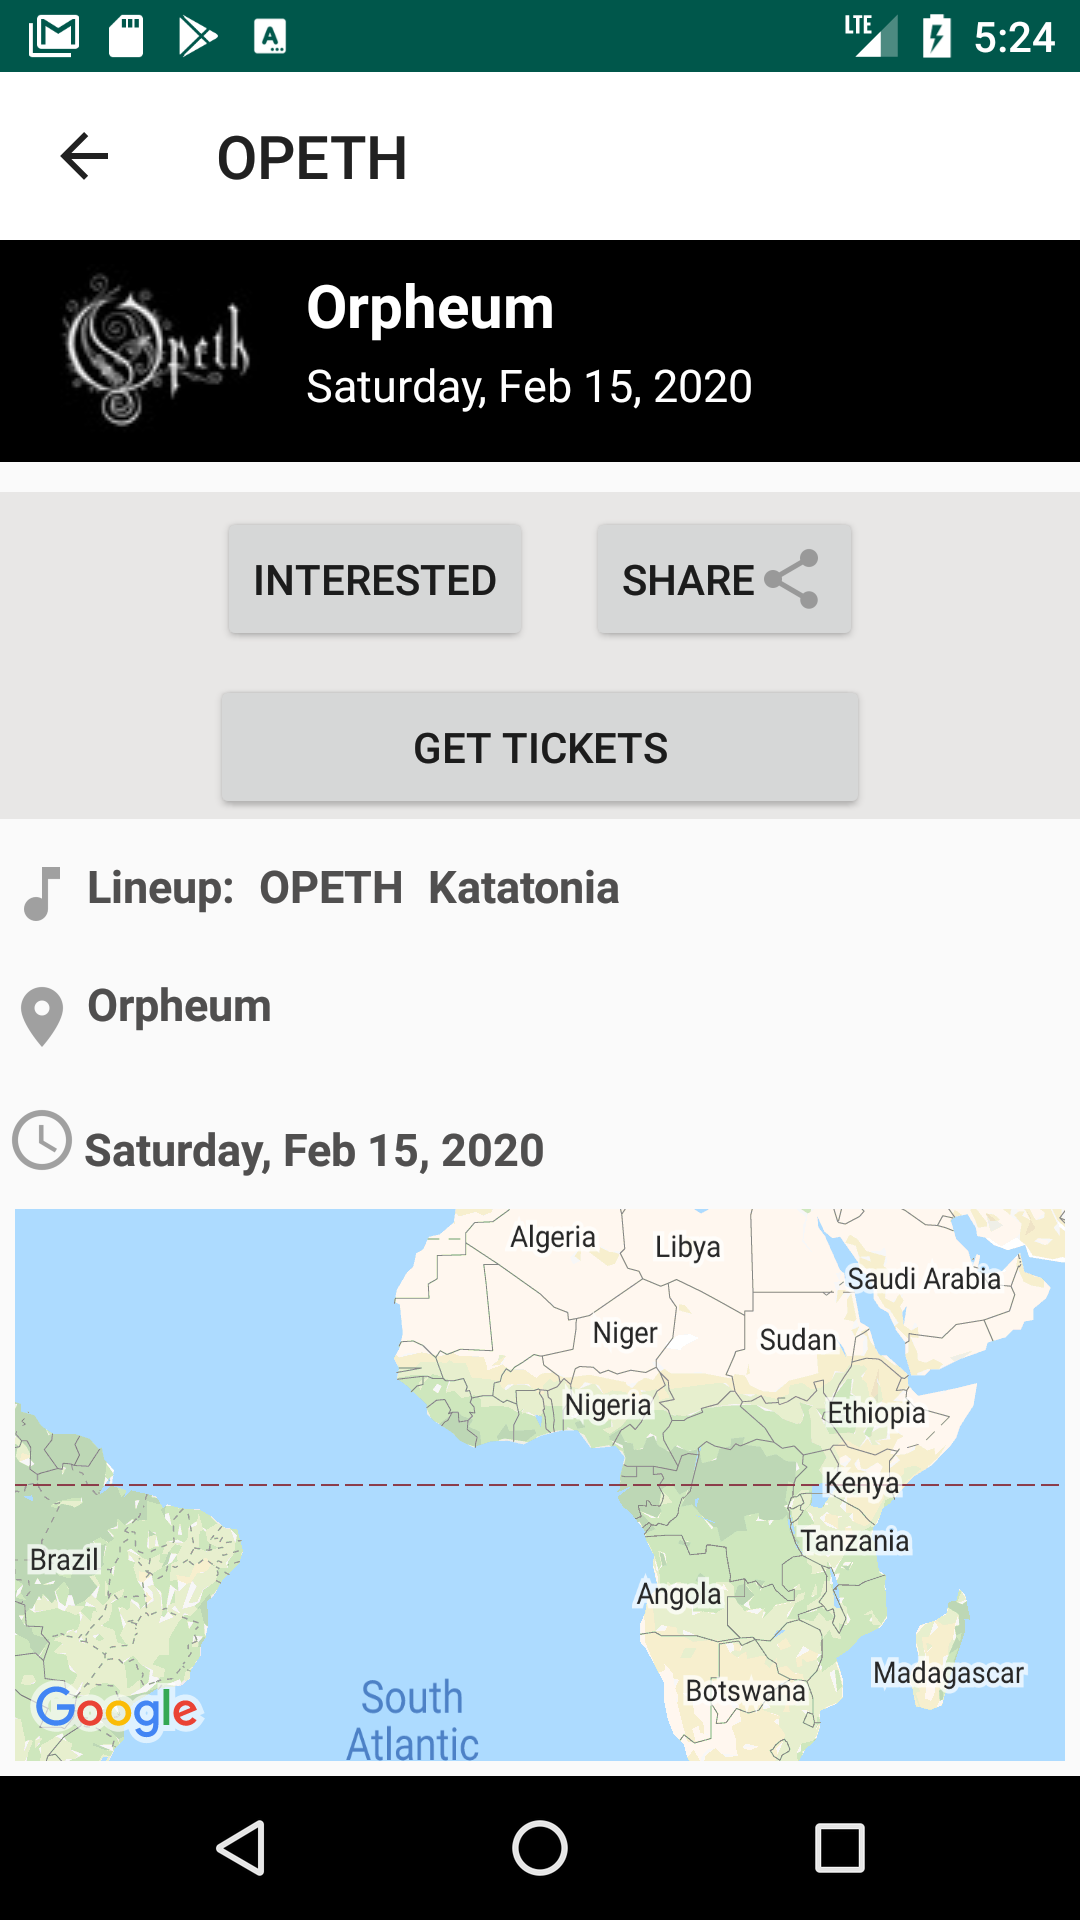 LTE 5:24
OPETH
Opeth
Orpheum
Saturday, Feb 15, 2020
INTERESTED
SHARE
GET TICKETS
Lineup: OPETH Katatonia
Orpheum
Saturday, Feb 15, 2020
Algeria
Libya
Saudi Arabia
Niger
Sudan
Nigeria
Ethiopia
Kenya
Tanzania
Brazil
Angola
Madagascar
Botswana
South
Atlantic
Google